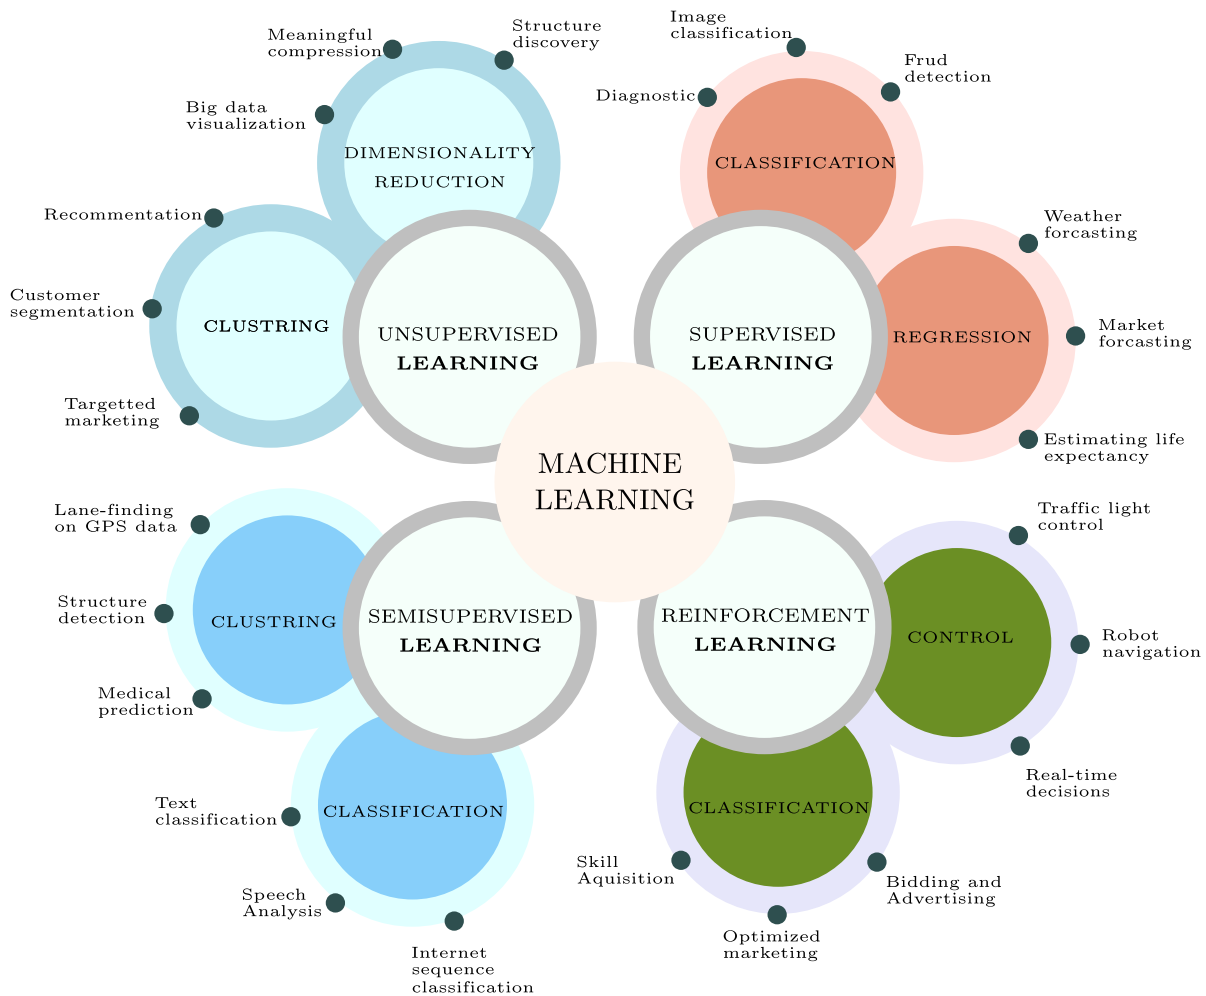 Meaningful
compression
Structure
discovery
Big data
visualization
DIMENSIONALITY
REDUCTION
Recommentation
Customer
segmentation
CLUSTRING
Targetted
marketing
UNSUPERVISED
LEARNING
Image
classification
Frud
detection
Diagnostic
CLASSIFICATION
Weather
forcasting
SUPERVISED
LEARNING
REGRESSION
Market
forcasting
Estimating life
expectancy
MACHINE
LEARNING
Lane-finding
on GPS data
Structure
detection
CLUSTRING
Medical
prediction
SEMISUPERVISED
LEARNING
Text
classification
CLASSIFICATION
Speech
Analysis
Internet
sequence
classification
Traffic light
control
REINFORCEMENT
LEARNING
CONTROL
Robot
navigation
Real-time
decisions
CLASSIFICATION
Skill
Aquisition
Bidding and
Advertising
Optimized
marketing